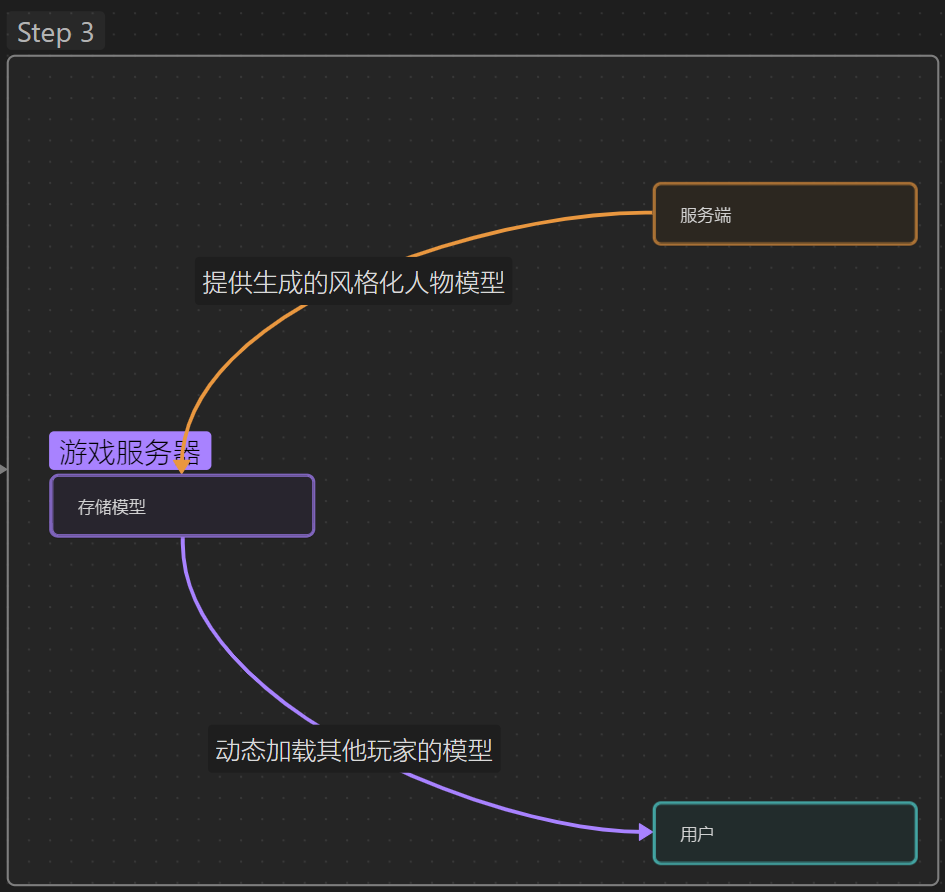 Step 3
服务端
提供生成的风格化人物模型
游戏服务器
存储模型
动态加载其他玩家的模型
用户